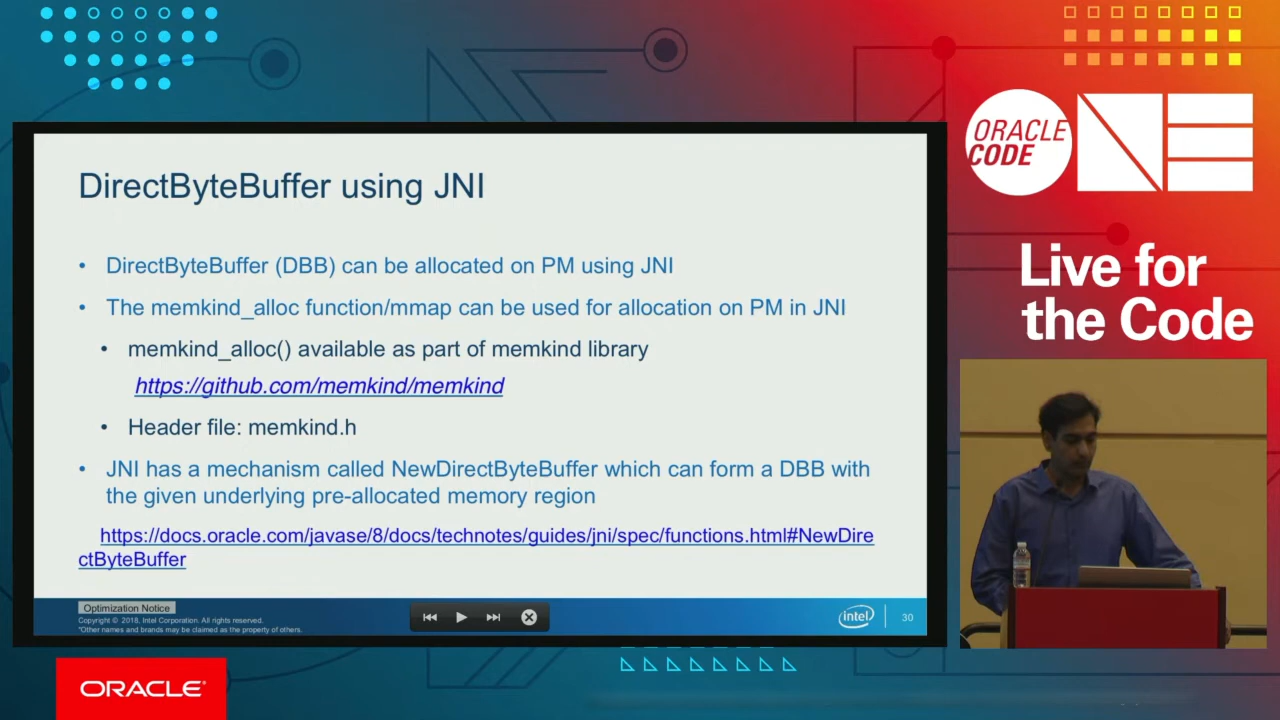 ORACLE
CODE
ONE
Live for
the Code
DirectByteBuffer using JNI
• DirectByteBuffer (DBB) can be allocated on PM using JNI
• The memkind_alloc function/mmap can be used for allocation on PM in JNI
• memkind_alloc() available as part of memkind library
https://github.com/memkind/memkind
• Header file: memkind.h
• JNI has a mechanism called NewDirectByteBuffer which can form a DBB with
the given underlying pre-allocated memory region
https://docs.oracle.com/javase/8/docs/technotes/guides/jni/spec/functions.html#NewDire
ctByteBuffer
Optimization Notice
Copyright © 2018, Intel Corporation. All rights reserved.
*Other names and brands may be claimed as the property of others.
intel
30
ORACLE®